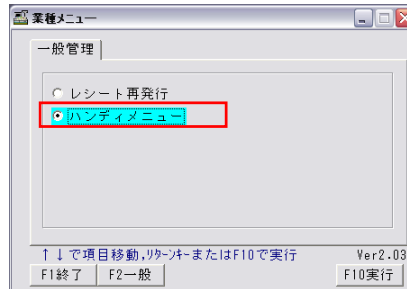 業種ﾒﾆｭー
一般管理
レシート再発行
ハンディメニュー
↑↓で項目移動,ﾘﾀｰﾝｷｰまたはF10で実行 Ver2.03
F1終了 F2一般 F10実行